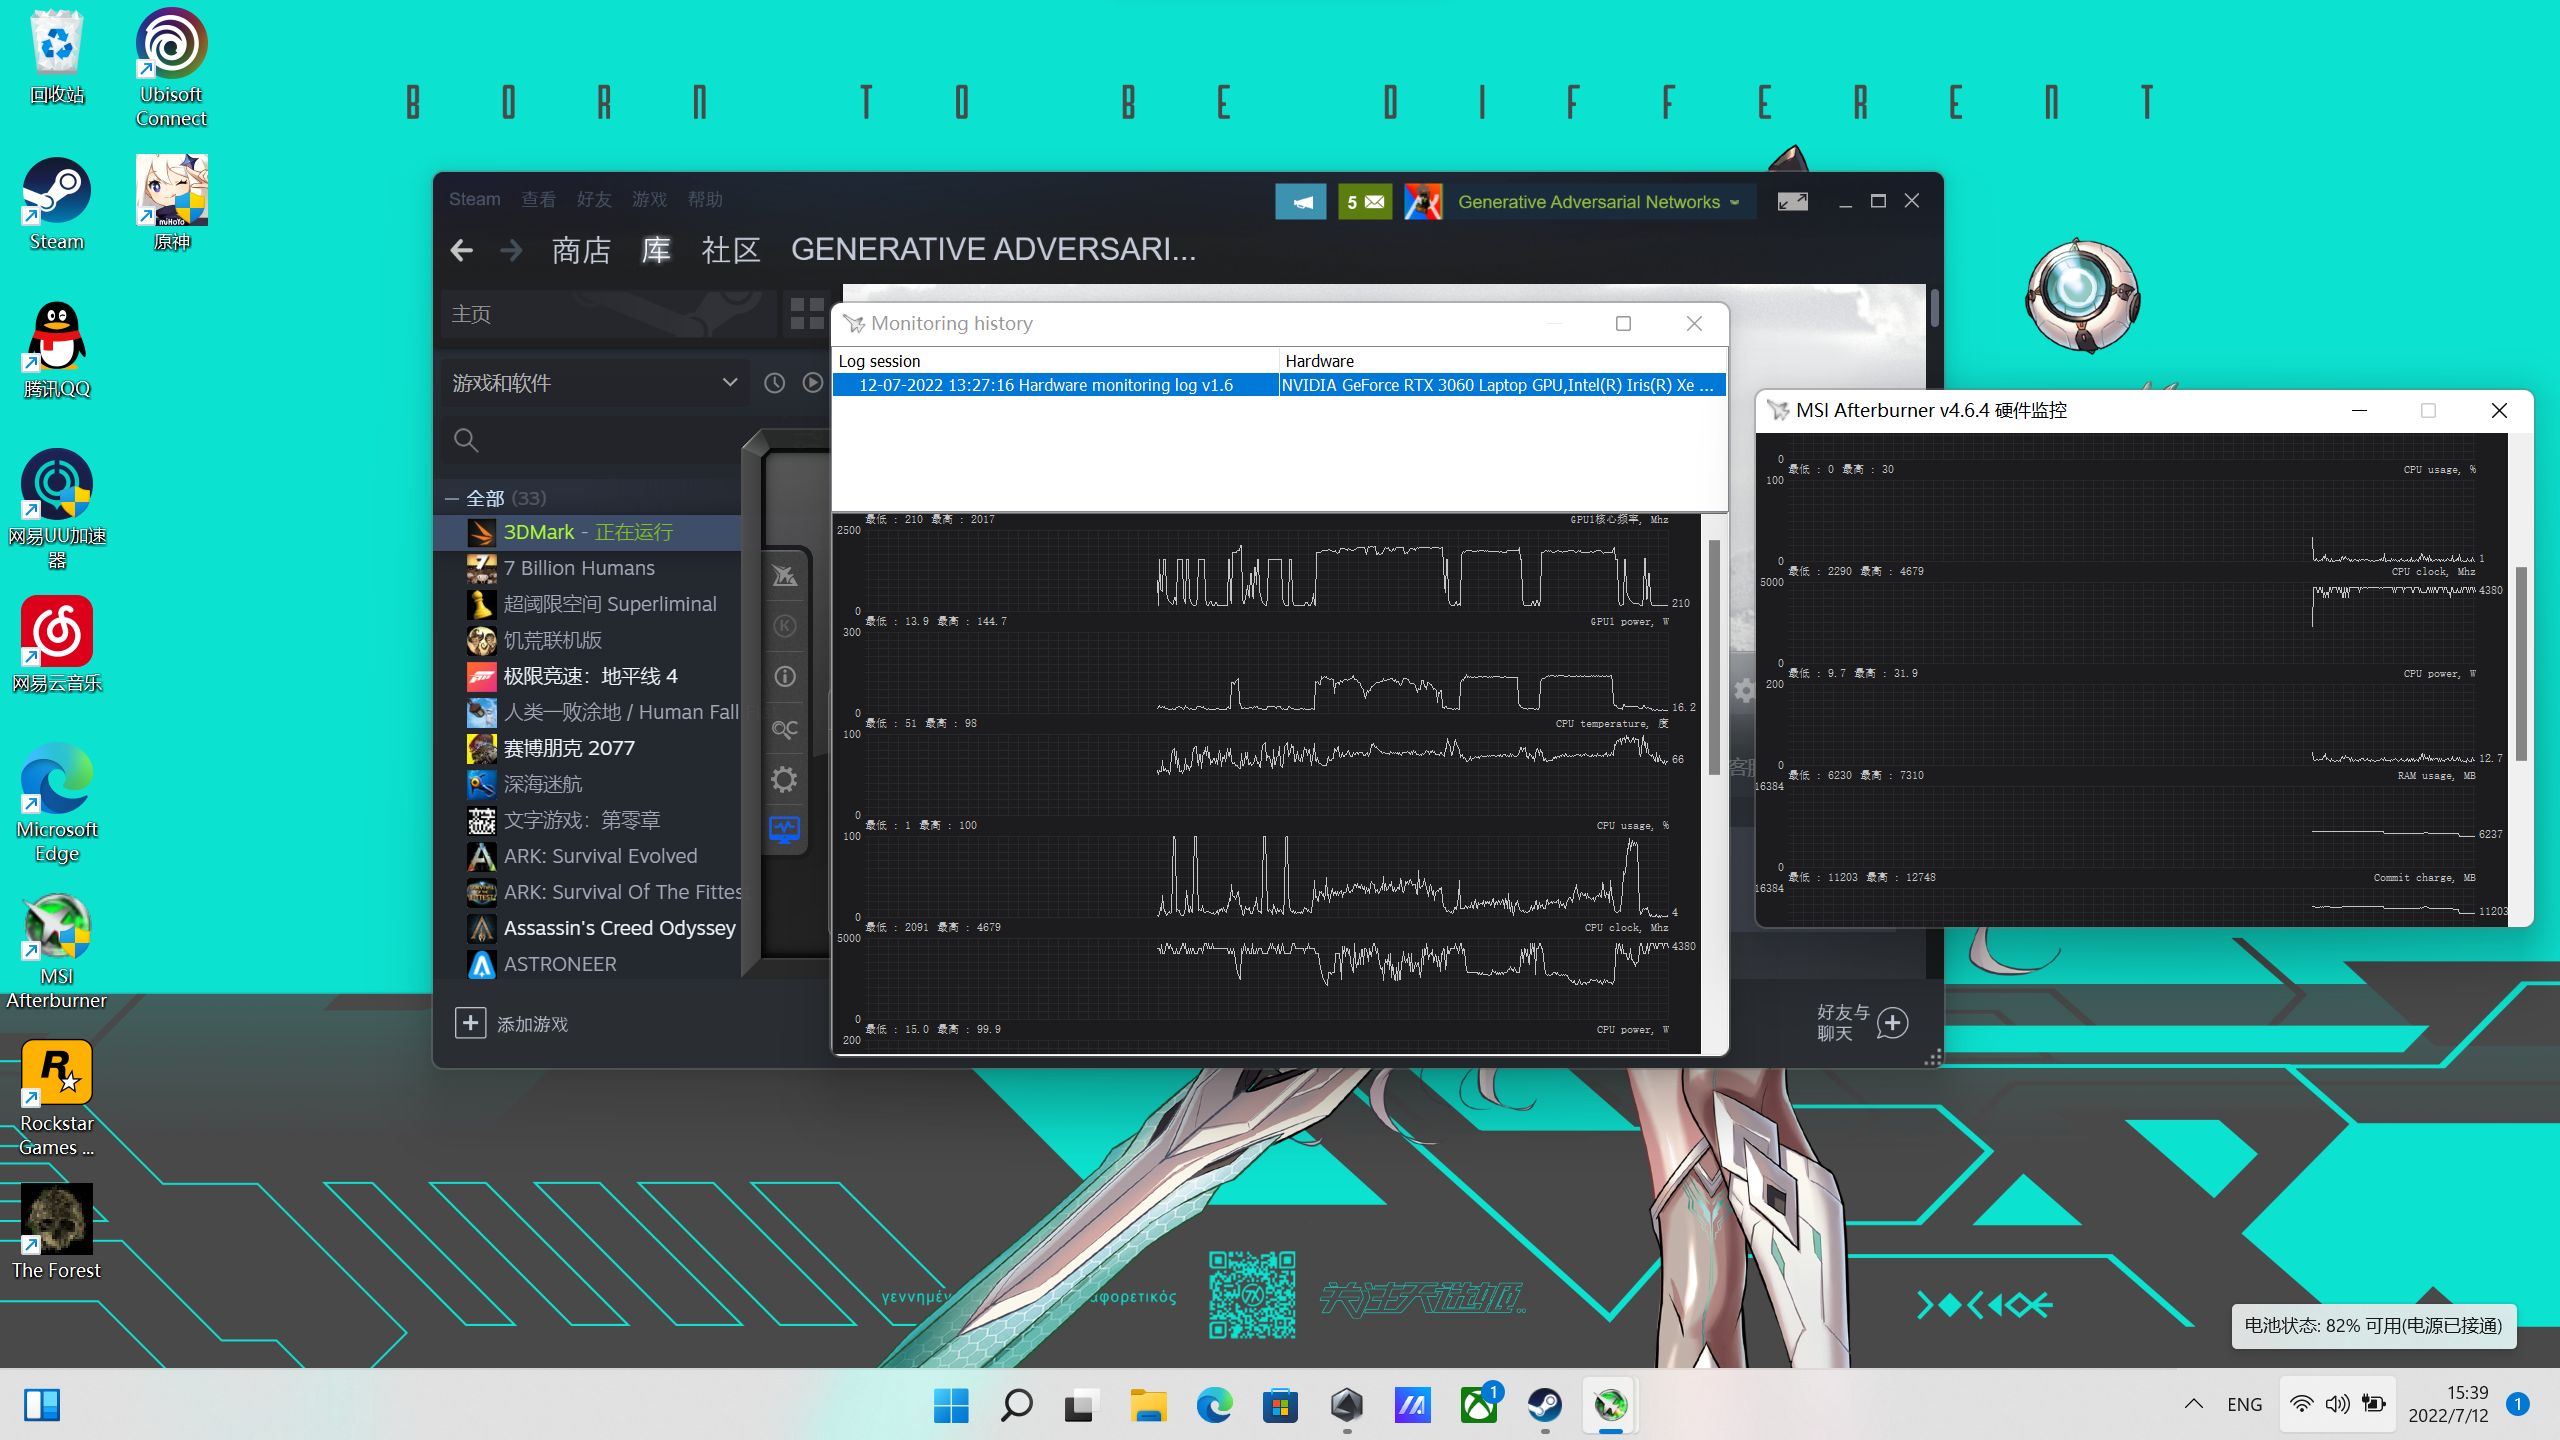 BORN TO BE DIFFERENT
回收站
Ubisoft Connect
Steam
miHoYo
原神
腾讯QQ
网易UU加速器
网易云音乐
Microsoft Edge
MSI Afterburner
Rockstar Games ...
The Forest
Steam 查看 好友 游戏 帮助
5
Generative Adversarial Networks
商店 库 社区 GENERATIVE ADVERSARI...
主页
游戏和软件
全部 (33)
3DMark - 正在运行
7 Billion Humans
超阈限空间 Superliminal
饥荒联机版
极限竞速：地平线 4
人类一败涂地 / Human Fall
赛博朋克 2077
深海迷航
文字游戏：第零章
ARK: Survival Evolved
ARK: Survival Of The Fittes
Assassin's Creed Odyssey
ASTRONEER
添加游戏
好友与
聊天
客服
K
Monitoring history
Log session Hardware
12-07-2022 13:27:16 Hardware monitoring log v1.6 NVIDIA GeForce RTX 3060 Laptop GPU,Intel(R) Iris(R) Xe ...
最低 : 210 最高 : 2017 GPU1核心频率, Mhz
2500
210
0
最低 : 13.9 最高 : 144.7 GPU1 power, W
300
16.2
0
最低 : 51 最高 : 98 CPU temperature, 度
100
66
0
最低 : 1 最高 : 100 CPU usage, %
100
4
0
最低 : 2091 最高 : 4679 CPU clock, Mhz
5000
4380
0
最低 : 15.0 最高 : 99.9 CPU power, W
200
MSI Afterburner v4.6.4 硬件监控
0
最低 : 0 最高 : 30 CPU usage, %
100
1
0
最低 : 2290 最高 : 4679 CPU clock, Mhz
5000
4380
0
最低 : 9.7 最高 : 31.9 CPU power, W
200
12.7
0
最低 : 6230 最高 : 7310 RAM usage, MB
16384
6237
0
最低 : 11203 最高 : 12748 Commit charge, MB
16384
11203
γεννημέν
αφορετικός
关注天选姬
电池状态: 82% 可用(电源已接通)
1
ENG
15:39
2022/7/12
1